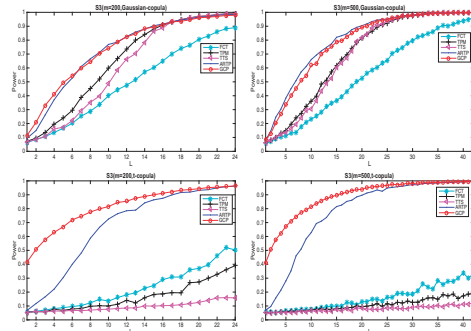 S3(m=200,Gaussian-copula)
1
0.9
0.8
0.7
0.6
0.5
0.4
0.3
0.2
0.1
0
Power
FCT
TPM
TTS
ARTP
GCP
2 4 6 8 10 12 14 16 18 20 22 24
L
S3(m=500,Gaussian-copula)
1
0.9
0.8
0.7
0.6
0.5
0.4
0.3
0.2
0.1
0
Power
FCT
TPM
TTS
ARTP
GCP
5 10 15 20 25 30 35 40
L
S3(m=200,t-copula)
1
0.9
0.8
0.7
0.6
0.5
0.4
0.3
0.2
0.1
0
Power
FCT
TPM
TTS
ARTP
GCP
2 4 6 8 10 12 14 16 18 20 22 24
L
S3(m=500,t-copula)
1
0.9
0.8
0.7
0.6
0.5
0.4
0.3
0.2
0.1
0
Power
FCT
TPM
TTS
ARTP
GCP
5 10 15 20 25 30 35 40
L